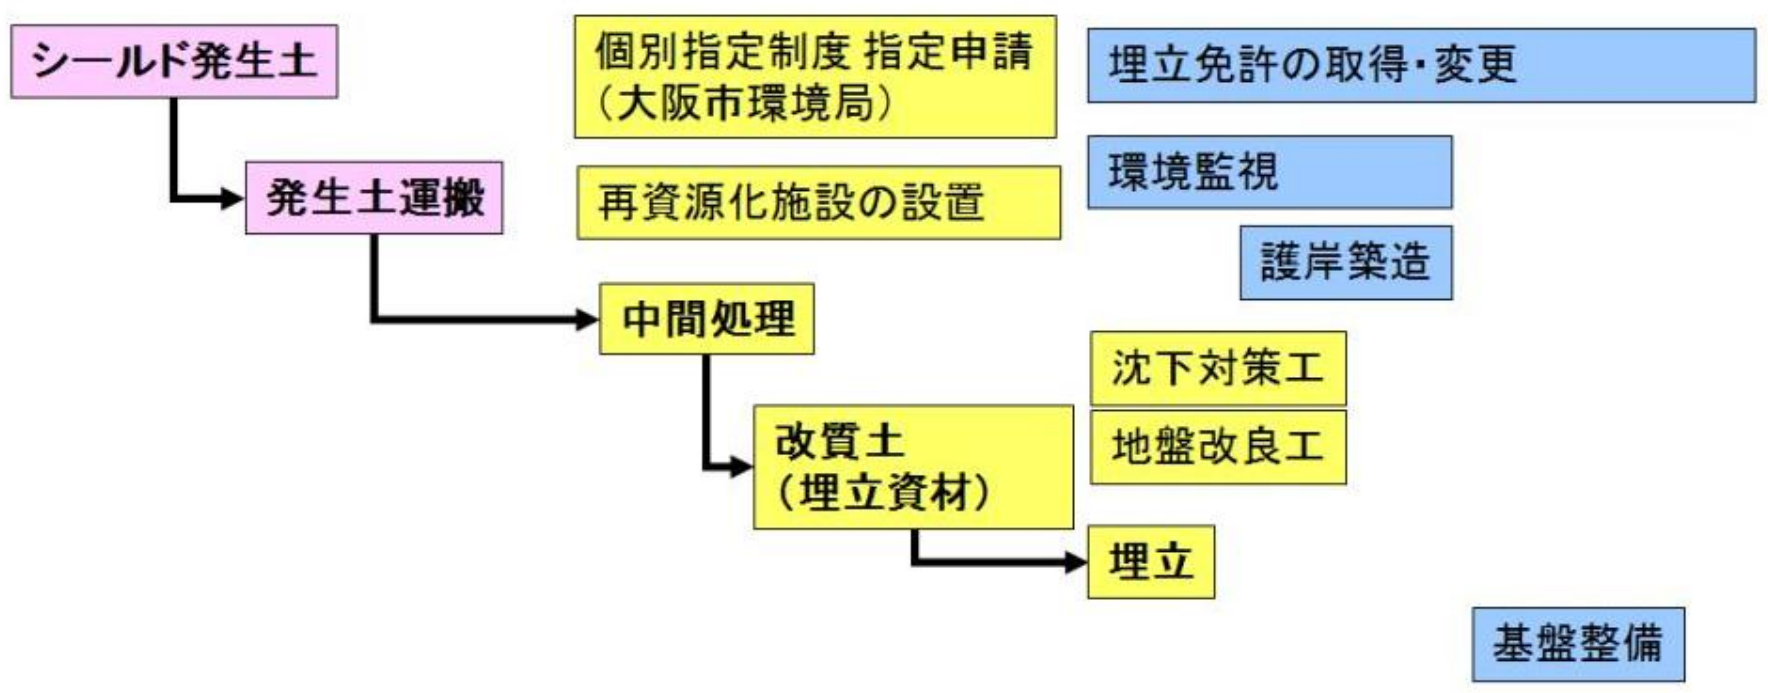 シールド発生土
個別指定制度 指定申請
（大阪市環境局）
埋立免許の取得・変更
環境監視
発生土運搬
再資源化施設の設置
護岸築造
中間処理
沈下対策工
改質土
（埋立資材）
地盤改良工
埋立
基盤整備